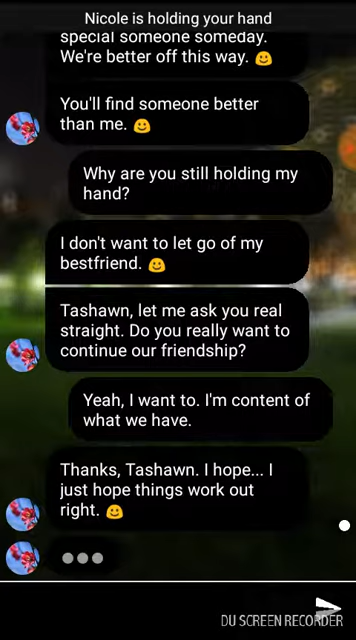 Nicole is holding your hand
special someone someday.
We're better off this way.
You'll find someone better
than me.
Why are you still holding my
hand?
I don't want to let go of my
bestfriend.
Tashawn, let me ask you real
straight. Do you really want to
continue our friendship?
Yeah, I want to. I'm content of
what we have.
Thanks, Tashawn. I hope... I
just hope things work out
right.
DU SCREEN RECORDER